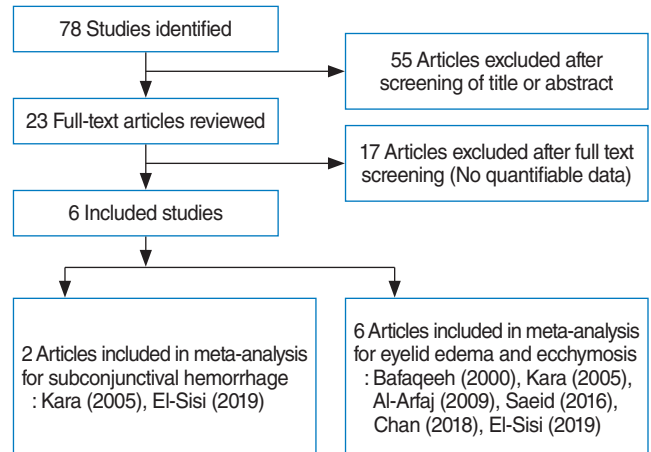 78 Studies identified
55 Articles excluded after
screening of title or abstract
23 Full-text articles reviewed
17 Articles excluded after full text
screening (No quantifiable data)
6 Included studies
2 Articles included in meta-analysis
for subconjunctival hemorrhage
: Kara (2005), El-Sisi (2019)
6 Articles included in meta-analysis
for eyelid edema and ecchymosis
: Bafaqeeh (2000), Kara (2005),
Al-Arfaj (2009), Saeid (2016),
Chan (2018), El-Sisi (2019)